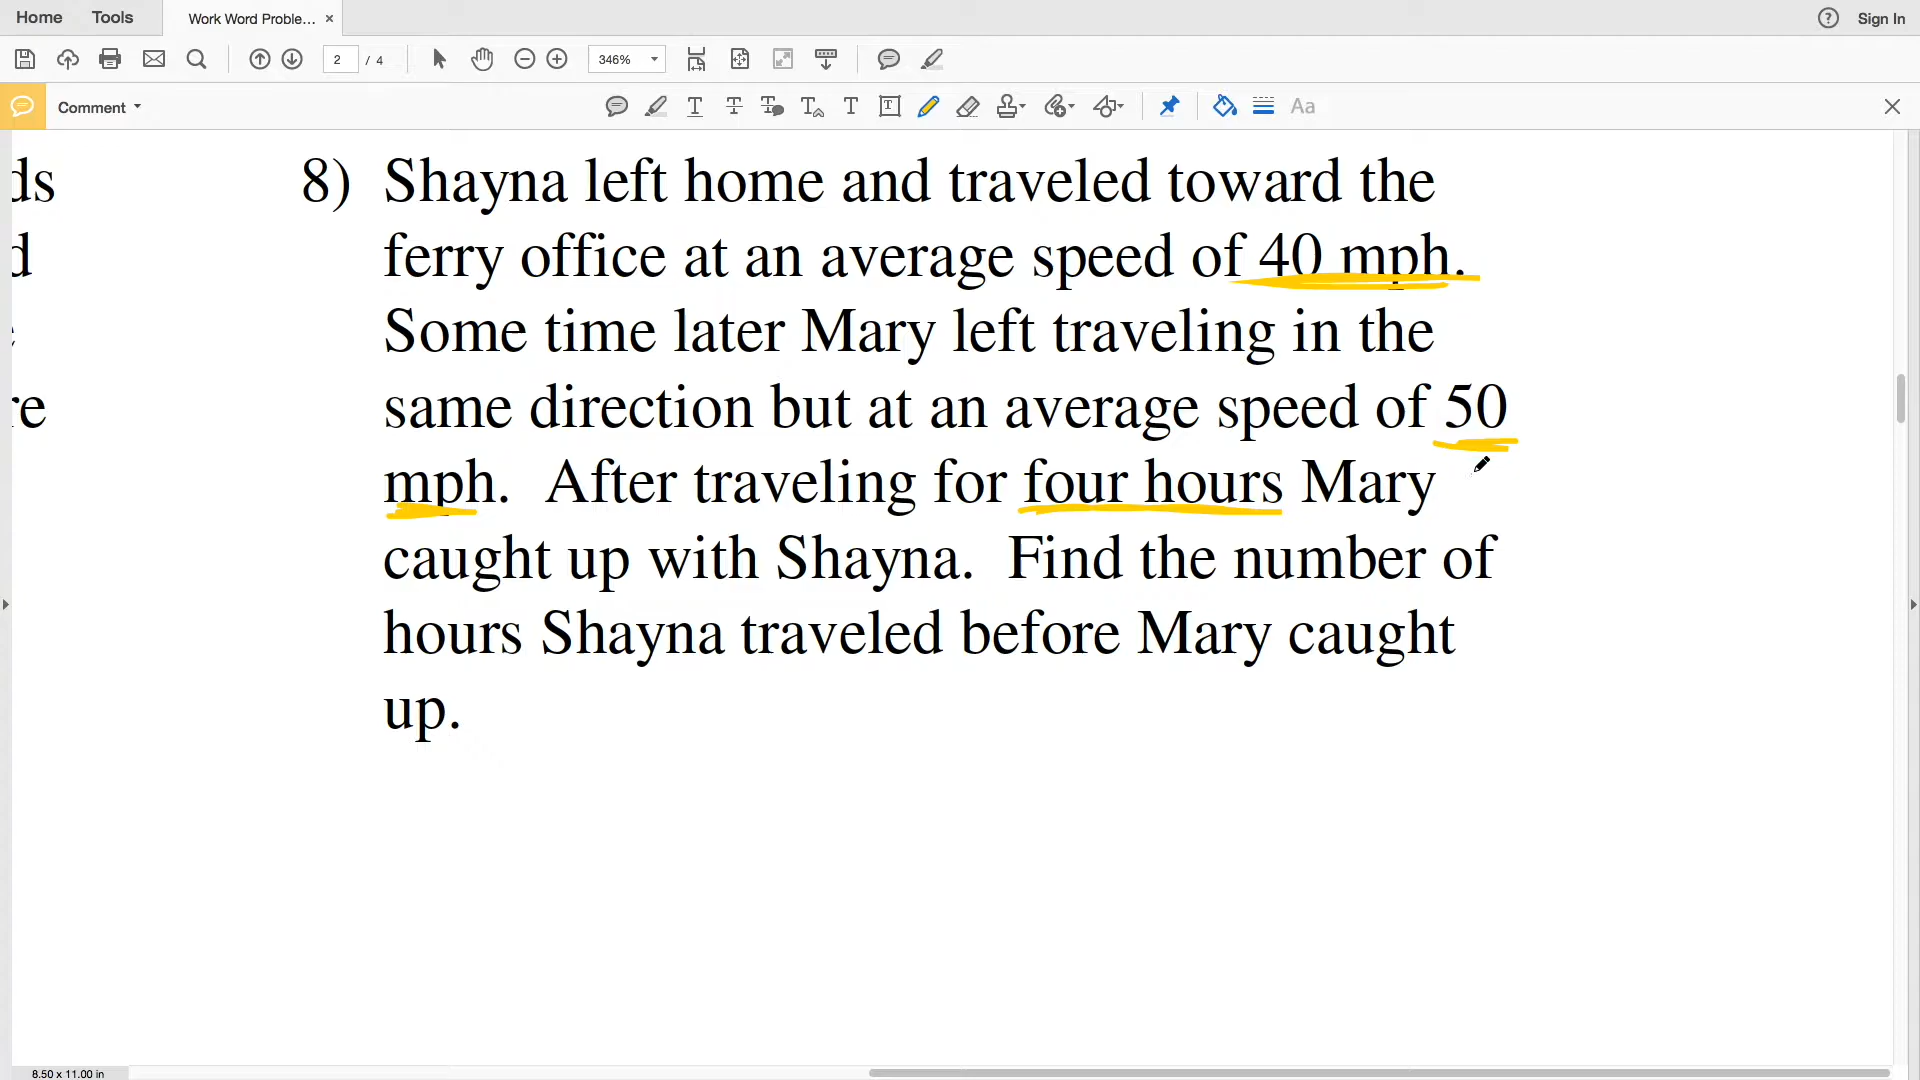 Home Tools Work Word Proble... × Sign In
2 / 4 346%
Comment Aa
ds 8) Shayna left home and traveled toward the
d ferry office at an average speed of 40 mph.
Some time later Mary left traveling in the
re same direction but at an average speed of 50
mph. After traveling for four hours Mary
caught up with Shayna. Find the number of
hours Shayna traveled before Mary caught
up.
8.50 x 11.00 in